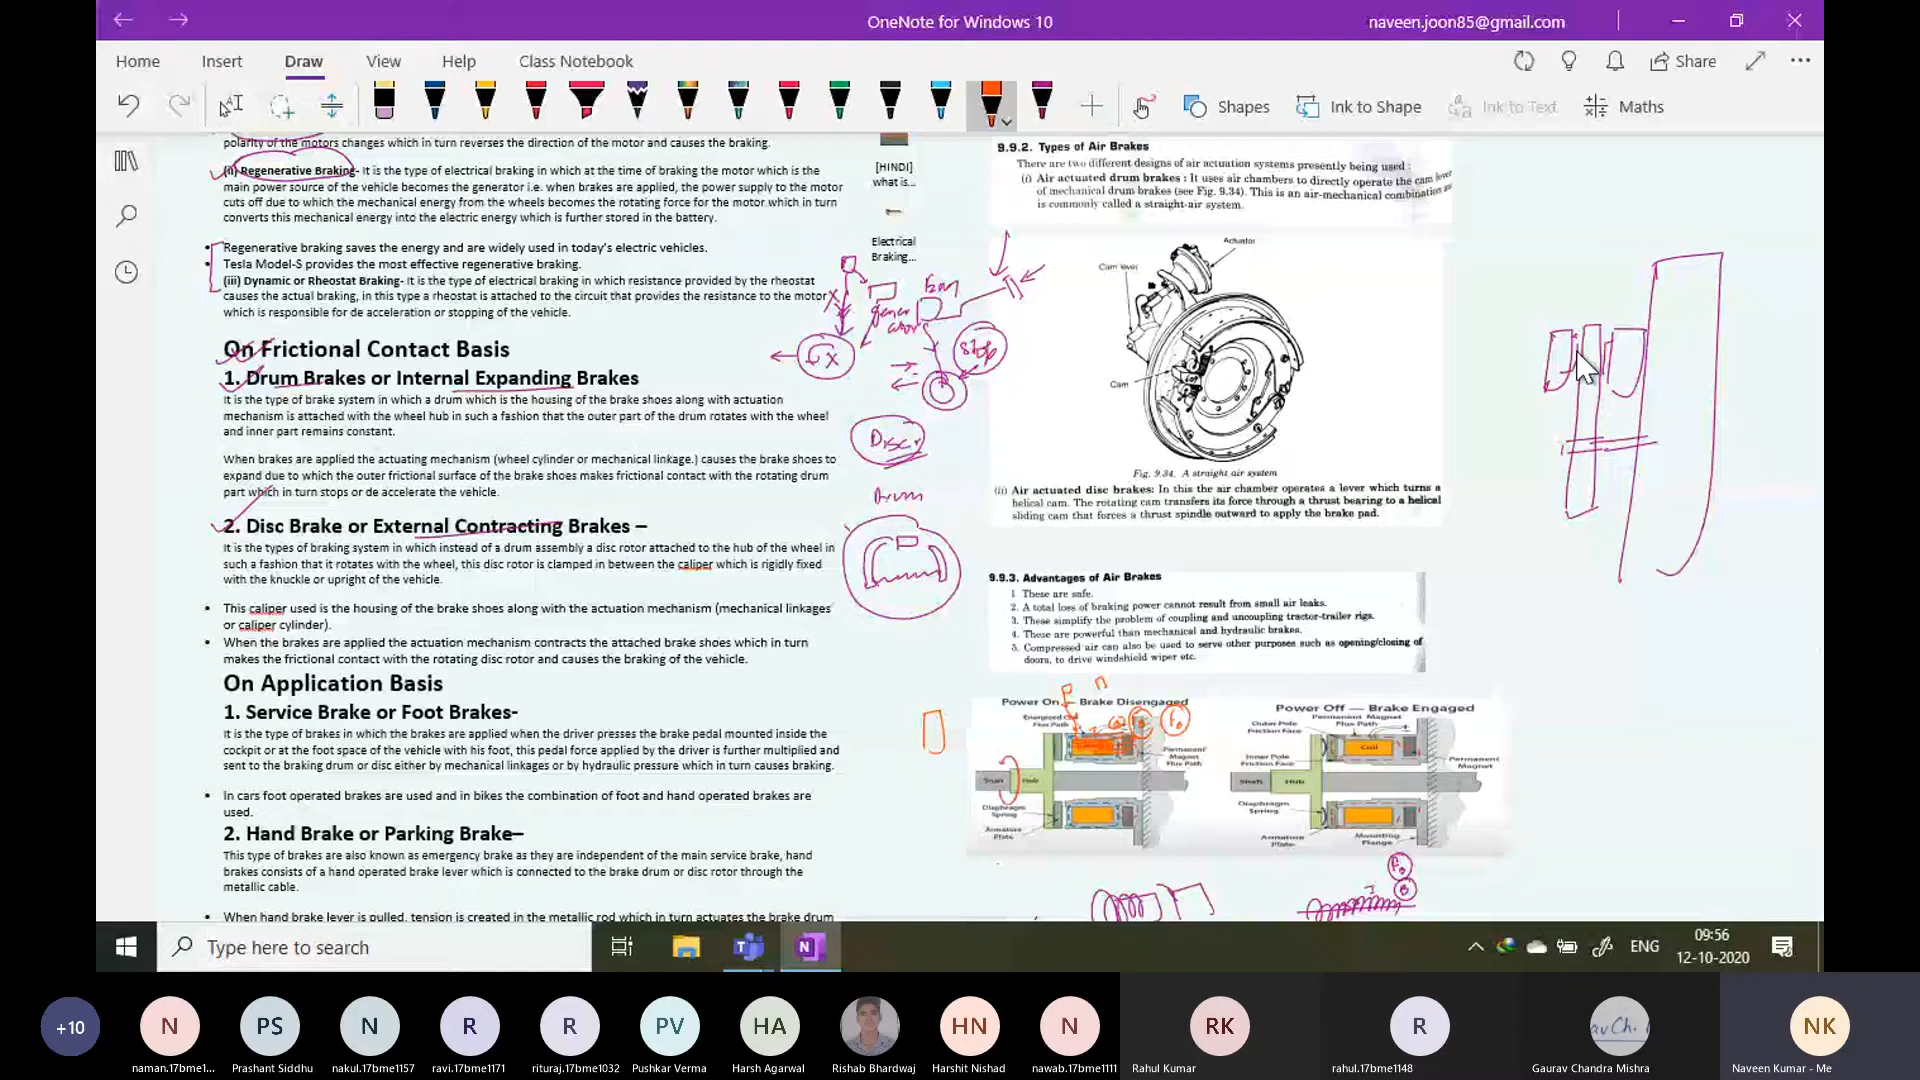 OneNote for Windows 10
naveen.joon85@gmail.com
Home
Insert
Draw
View
Help
Class Notebook
Share
Shapes
Ink to Shape
Ink to Text
Maths
polarity of the motors changes which in turn reverses the direction of the motor and causes the braking.
(ii) Regenerative Braking- It is the type of electrical braking in which at the time of braking the motor which is the
main power source of the vehicle becomes the generator i.e. when brakes are applied, the power supply to the motor
cuts off due to which the mechanical energy from the wheels becomes the rotating force for the motor which in turn
converts this mechanical energy into the electric energy which is further stored in the battery.
• Regenerative braking saves the energy and are widely used in today's electric vehicles.
• Tesla Model-S provides the most effective regenerative braking.
(iii) Dynamic or Rheostat Braking- It is the type of electrical braking in which resistance provided by the rheostat
causes the actual braking, in this type a rheostat is attached to the circuit that provides the resistance to the motor
which is responsible for de acceleration or stopping of the vehicle.
On Frictional Contact Basis
1. Drum Brakes or Internal Expanding Brakes
It is the type of brake system in which a drum which is the housing of the brake shoes along with actuation
mechanism is attached with the wheel hub in such a fashion that the outer part of the drum rotates with the wheel
and inner part remains constant.
When brakes are applied the actuating mechanism (wheel cylinder or mechanical linkage.) causes the brake shoes to
expand due to which the outer frictional surface of the brake shoes makes frictional contact with the rotating drum
part which in turn stops or de accelerate the vehicle.
2. Disc Brake or External Contracting Brakes –
It is the types of braking system in which instead of a drum assembly a disc rotor attached to the hub of the wheel in
such a fashion that it rotates with the wheel, this disc rotor is clamped in between the caliper which is rigidly fixed
with the knuckle or upright of the vehicle.
• This caliper used is the housing of the brake shoes along with the actuation mechanism (mechanical linkages
or caliper cylinder).
• When the brakes are applied the actuation mechanism contracts the attached brake shoes which in turn
makes the frictional contact with the rotating disc rotor and causes the braking of the vehicle.
On Application Basis
1. Service Brake or Foot Brakes-
It is the type of brakes in which the brakes are applied when the driver presses the brake pedal mounted inside the
cockpit or at the foot space of the vehicle with his foot, this pedal force applied by the driver is further multiplied and
sent to the braking drum or disc either by mechanical linkages or by hydraulic pressure which in turn causes braking.
• In cars foot operated brakes are used and in bikes the combination of foot and hand operated brakes are
used.
2. Hand Brake or Parking Brake–
This type of brakes are also known as emergency brake as they are independent of the main service brake, hand
brakes consists of a hand operated brake lever which is connected to the brake drum or disc rotor through the
metallic cable.
• When hand brake lever is pulled, tension is created in the metallic rod which in turn actuates the brake drum
[HINDI]
what is...
Electrical
Braking...
stop
Disc
Drum
9.9.2. Types of Air Brakes
There are two different designs of air actuation systems presently being used :
(i) Air actuated drum brakes : It uses air chambers to directly operate the cam lever
of mechanical drum brakes (see Fig. 9.34). This is an air-mechanical combination and
is commonly called a straight-air system.
Actuator
Cam lever
Cam
Fig. 9.34. A straight air system
(ii) Air actuated disc brakes: In this the air chamber operates a lever which turns a
helical cam. The rotating cam transfers its force through a thrust bearing to a helical
sliding cam that forces a thrust spindle outward to apply the brake pad.
9.9.3. Advantages of Air Brakes
1 These are safe.
2. A total loss of braking power cannot result from small air leaks.
3. These simplify the problem of coupling and uncoupling tractor-trailer rigs.
4. These are powerful than mechanical and hydraulic brakes.
5. Compressed air can also be used to serve other purposes such as opening/closing of
doors, to drive windshield wiper etc.
Power On — Brake Disengaged
Flux Path
Permanent
Magnet
Flux Path
Shaft
Hub
Diaphragm
Spring
Armature
Plate
Power Off — Brake Engaged
Outer Pole
Friction Face
Permanent Magnet
Flux Path
Coil
Inner Pole
Friction Face
Permanent
Magnet
Shaft
Hub
Diaphragm
Spring
Armature
Plate
Mounting
Flange
Type here to search
ENG
09:56
12-10-2020
+10
N
PS
N
R
R
PV
HA
HN
N
RK
R
NK
naman.17bme1...
Prashant Siddhu
nakul.17bme1157
ravi.17bme1171
rituraj.17bme1032
Pushkar Verma
Harsh Agarwal
Rishab Bhardwaj
Harshit Nishad
nawab.17bme1111
Rahul Kumar
rahul.17bme1148
Gaurav Chandra Mishra
Naveen Kumar - Me